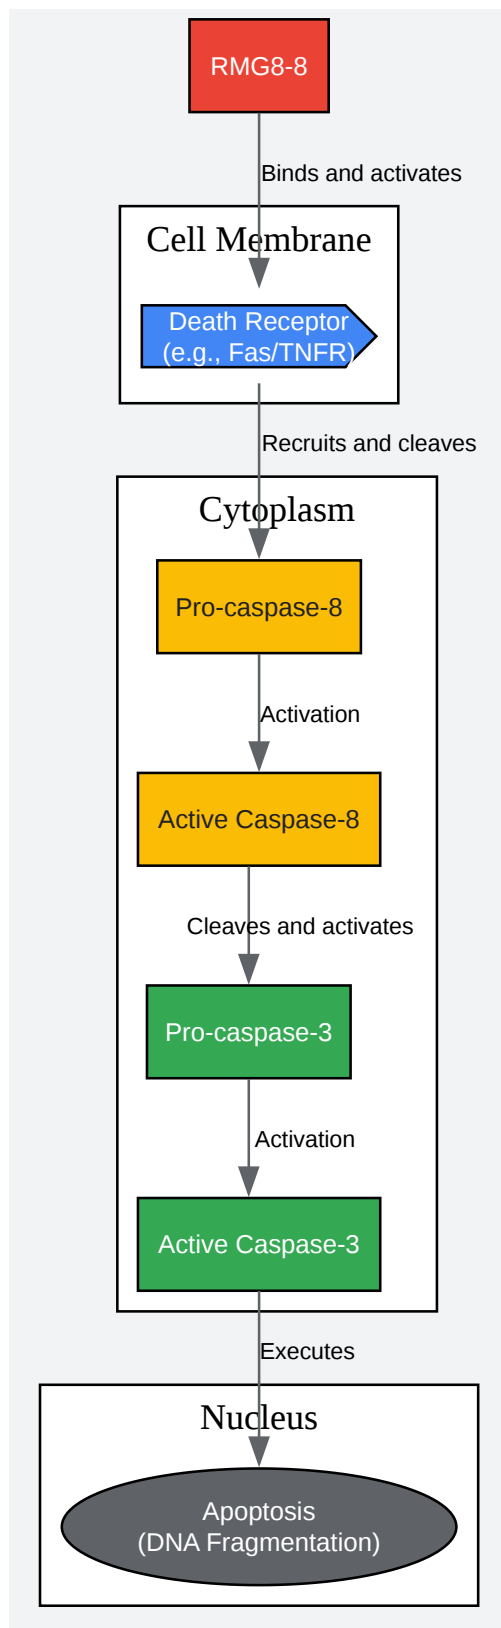 RMG8-8
Binds and activates
Cell Membrane
Death Receptor
(e.g., Fas/TNFR)
Recruits and cleaves
Cytoplasm
Pro-caspase-8
Activation
Active Caspase-8
Cleaves and activates
Pro-caspase-3
Activation
Active Caspase-3
Executes
Nucleus
Apoptosis
(DNA Fragmentation)